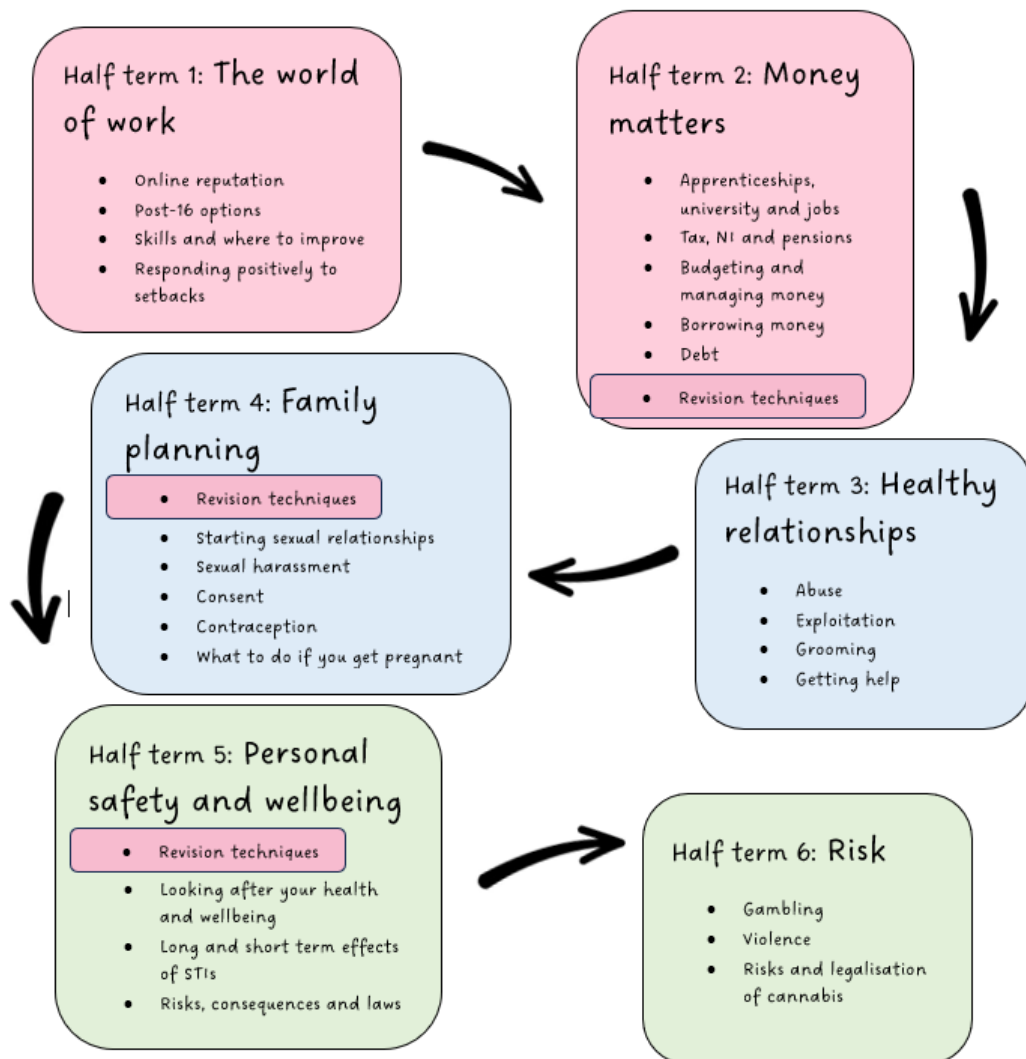 Half term 1: The world
of work
• Online reputation
• Post-16 options
• Skills and where to improve
• Responding positively to
setbacks
Half term 2: Money
matters
• Apprenticeships,
university and jobs
• Tax, NI and pensions
• Budgeting and
managing money
• Borrowing money
• Debt
• Revision techniques
Half term 3: Healthy
relationships
• Abuse
• Exploitation
• Grooming
• Getting help
Half term 4: Family
planning
• Revision techniques
• Starting sexual relationships
• Sexual harassment
• Consent
• Contraception
• What to do if you get pregnant
Half term 5: Personal
safety and wellbeing
• Revision techniques
• Looking after your health
and wellbeing
• Long and short term effects
of STIs
• Risks, consequences and laws
Half term 6: Risk
• Gambling
• Violence
• Risks and legalisation
of cannabis